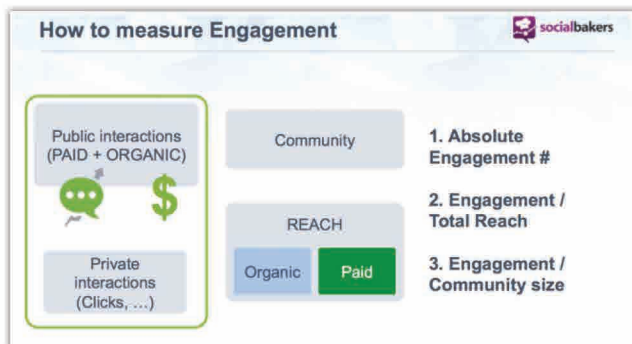 How to measure Engagement
socialbakers
Public interactions
(PAID + ORGANIC)
$
Private
interactions
(Clicks, ...)
Community
REACH
Organic
Paid
1. Absolute
Engagement #
2. Engagement /
Total Reach
3. Engagement /
Community size